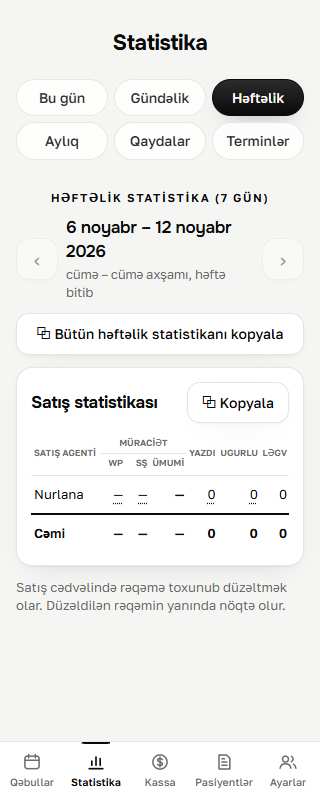 Statistika
Bu gün Gündəlik Həftəlik
Aylıq Qaydalar Terminlər
HƏFTƏLİK STATİSTİKA (7 GÜN)
6 noyabr – 12 noyabr
2026
cümə – cümə axşamı, həftə
bitib
‹ ›
Bütün həftəlik statistikanı kopyala
Satış statistikası Kopyala
MÜRACİƏT
SATIŞ AGENTİ YAZDI UĞURLU LƏĞV
WP SŞ ÜMUMİ
Nurlana — — — 0 0 0
Cəmi — — — 0 0 0
Satış cədvəlində rəqəmə toxunub düzəltmək
olar. Düzəldilən rəqəmin yanında nöqtə olur.
Qəbullar Statistika Kassa Pasiyentlər Ayarlar